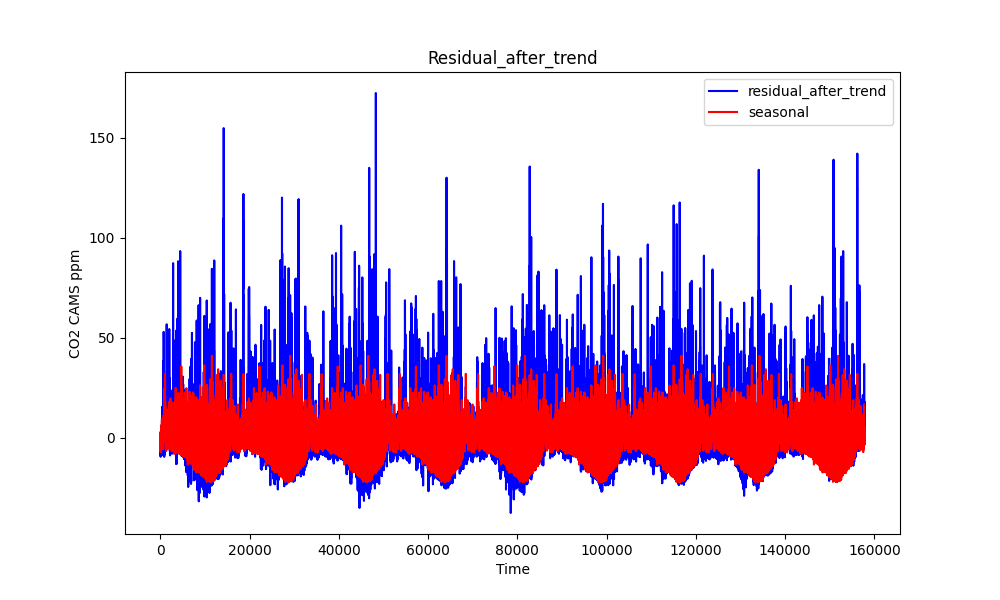 Residual_after_trend
residual_after_trend
seasonal
CO2 CAMS ppm
150
100
50
0
0 20000 40000 60000 80000 100000 120000 140000 160000
Time